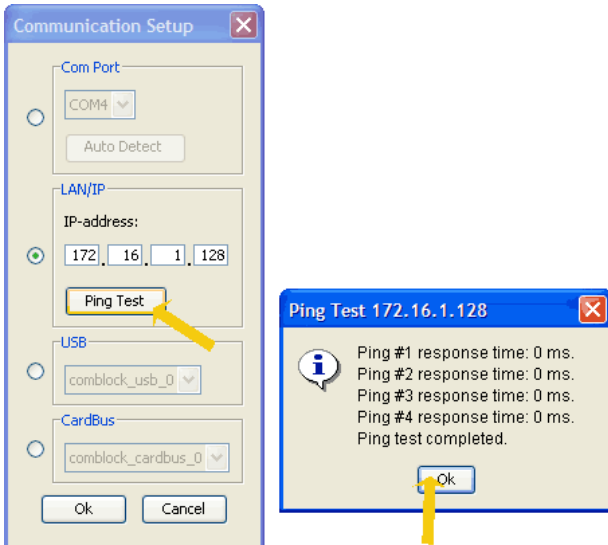 Communication Setup
Com Port
COM4
Auto Detect
LAN/IP
IP-address:
172 . 16 . 1 . 128
Ping Test
USB
comblock_usb_0
CardBus
comblock_cardbus_0
Ok Cancel
Ping Test 172.16.1.128
Ping #1 response time: 0 ms.
Ping #2 response time: 0 ms.
Ping #3 response time: 0 ms.
Ping #4 response time: 0 ms.
Ping test completed.
Ok